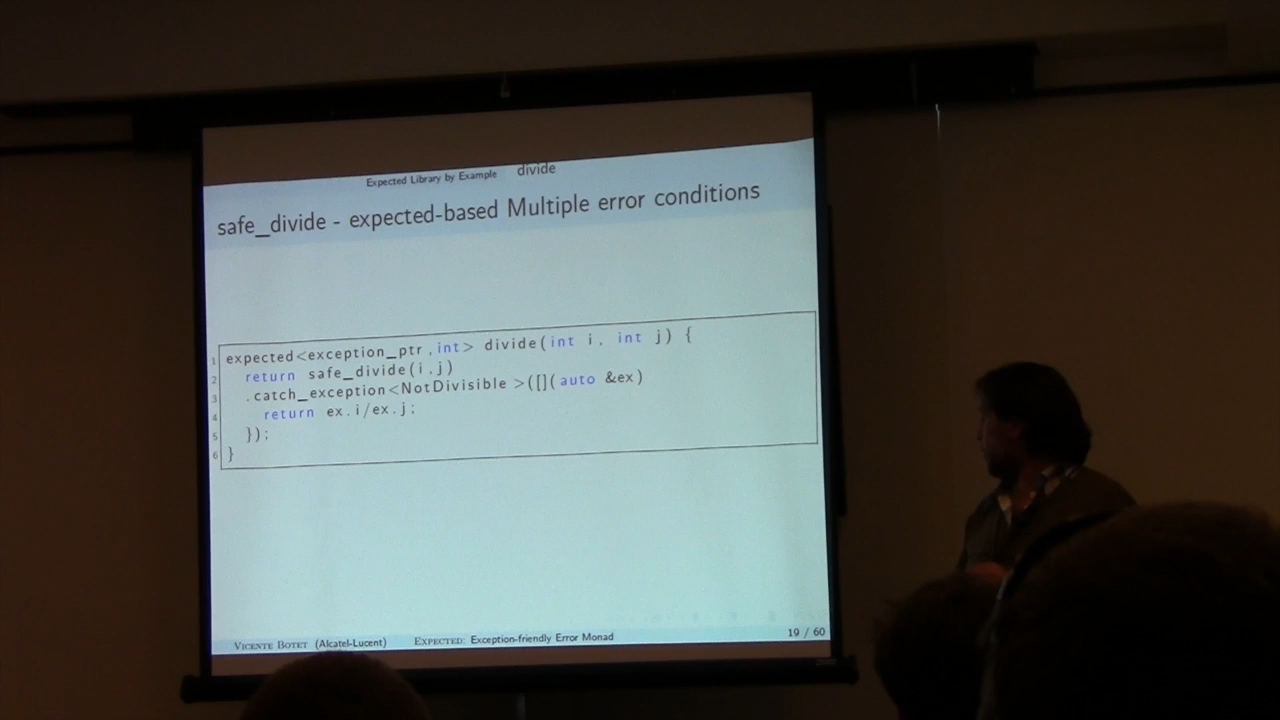 Expected Library by Example divide
safe_divide - expected-based Multiple error conditions
1 expected<exception_ptr,int> divide(int i, int j) {
2 return safe_divide(i,j)
3 .catch_exception<NotDivisible >([](auto &ex)
4 return ex.i/ex.j;
5 });
6 }
VICENTE BOTET (Alcatel-Lucent) EXPECTED: Exception-friendly Error Monad 19 / 60